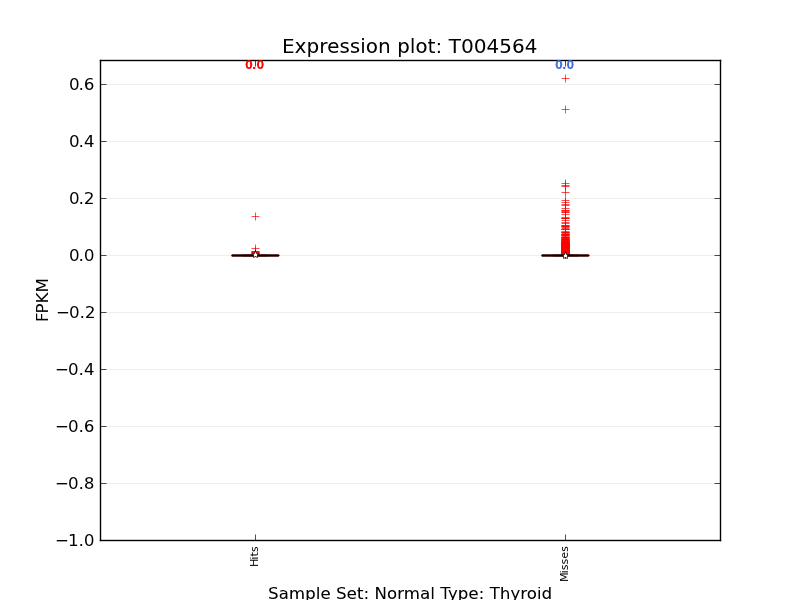 Expression plot: T004564
0.0 0.0
0.6
0.4
0.2
0.0
−0.2
−0.4
−0.6
−0.8
−1.0
FPKM
Hits
Misses
Sample Set: Normal Type: Thyroid